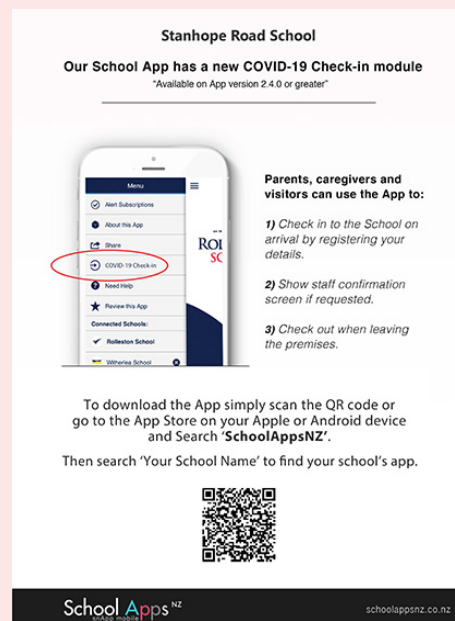 Stanhope Road School
Our School App has a new COVID-19 Check-in module
"Available on App version 2.4.0 or greater"
Menu
Alert Subscriptions
About this App
Share
COVID-19 Check-in
Need Help
Review this App
Connected Schools:
Rolleston School
Witherlea School
Parents, caregivers and
visitors can use the App to:
1) Check in to the School on
arrival by registering your
details.
2) Show staff confirmation
screen if requested.
3) Check out when leaving
the premises.
To download the App simply scan the QR code or
go to the App Store on your Apple or Android device
and Search 'SchoolAppsNZ'.
Then search 'Your School Name' to find your school's app.
School Apps NZ
snApp mobile
schoolappsnz.co.nz